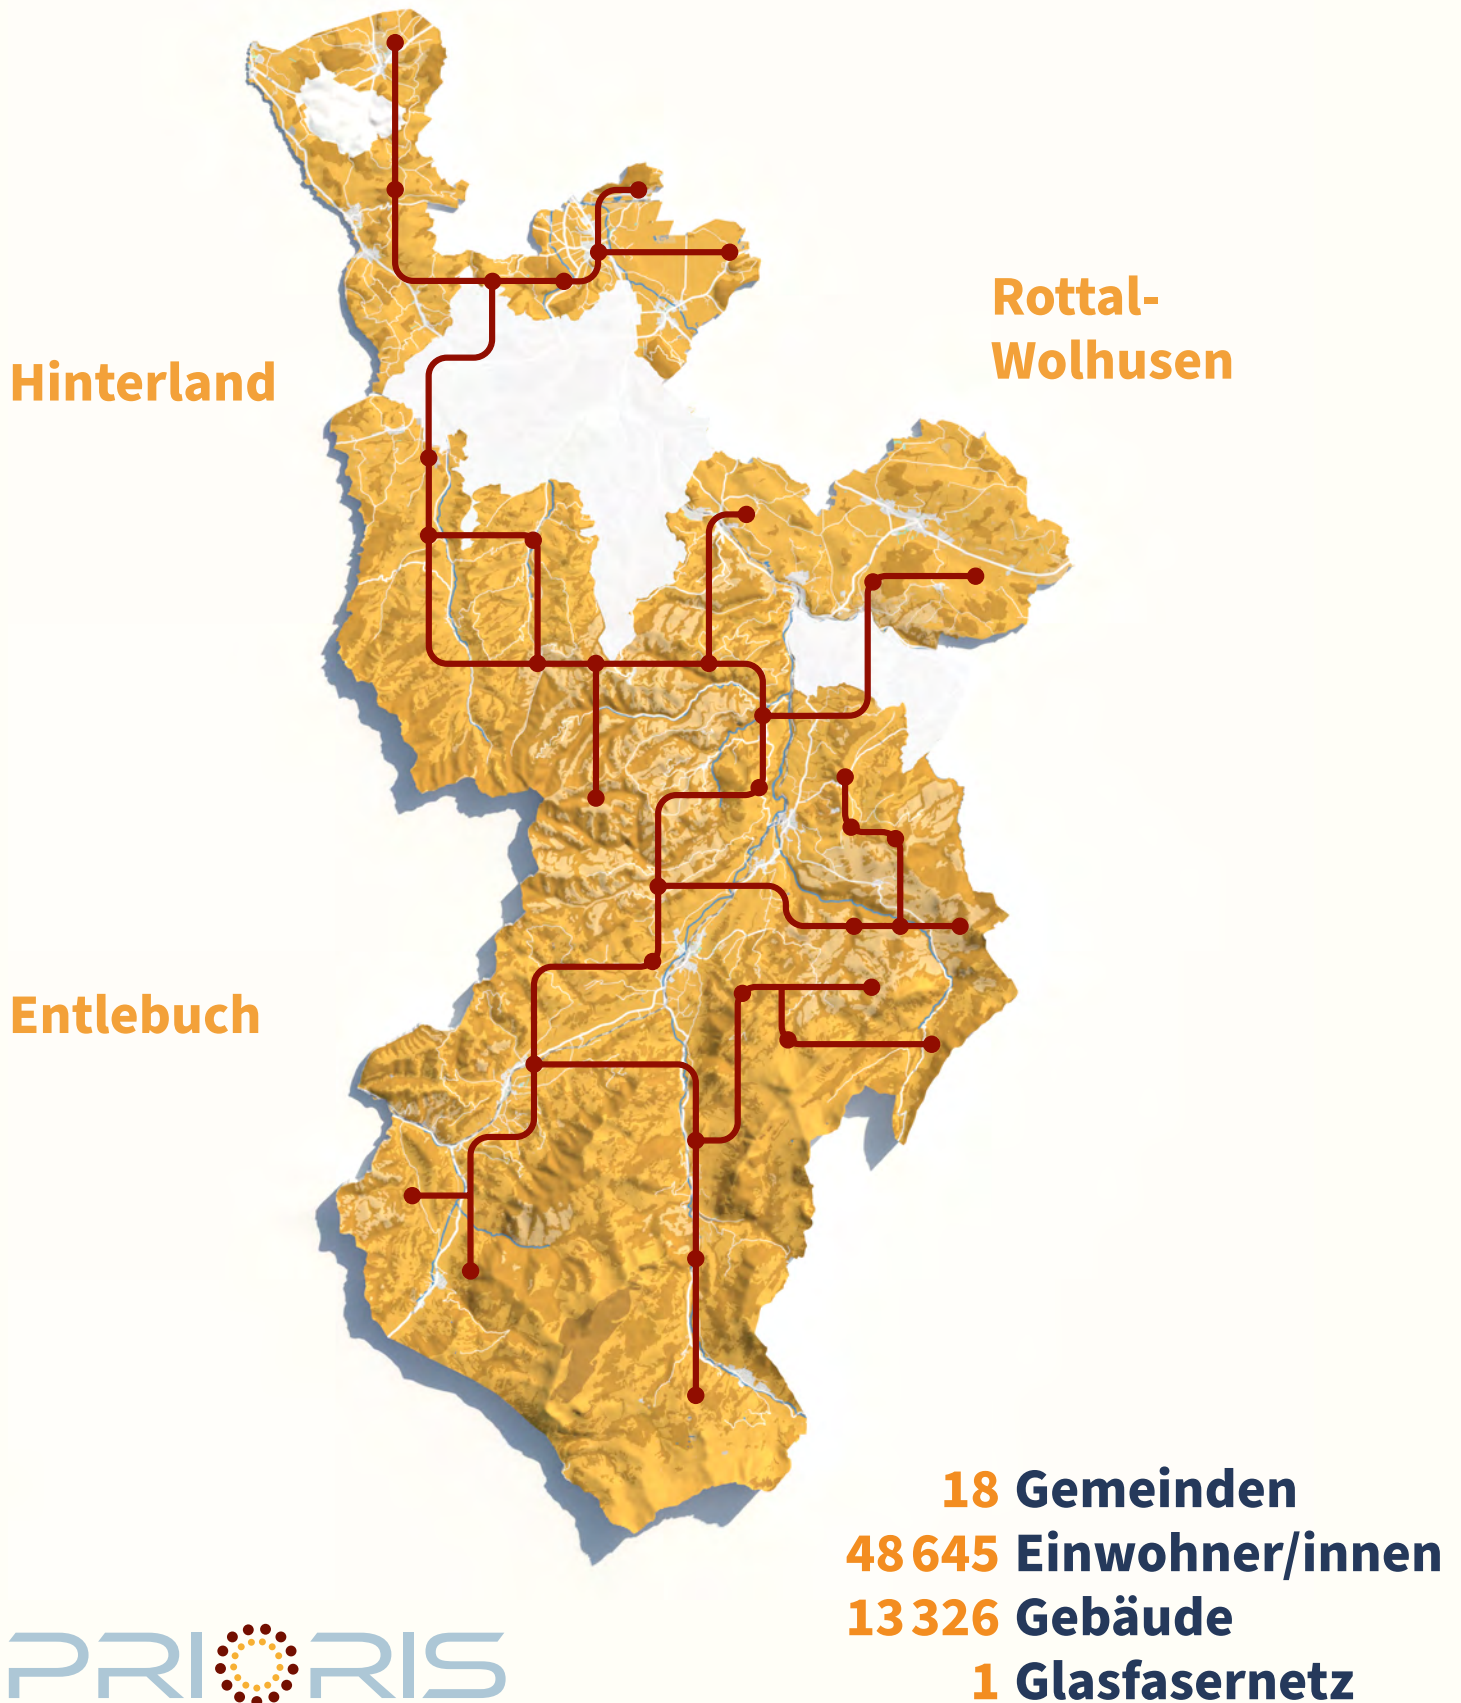 Rottal-
Wolhusen
Hinterland
Entlebuch
18 Gemeinden
48 645 Einwohner/innen
13 326 Gebäude
1 Glasfasernetz
PRIORIS